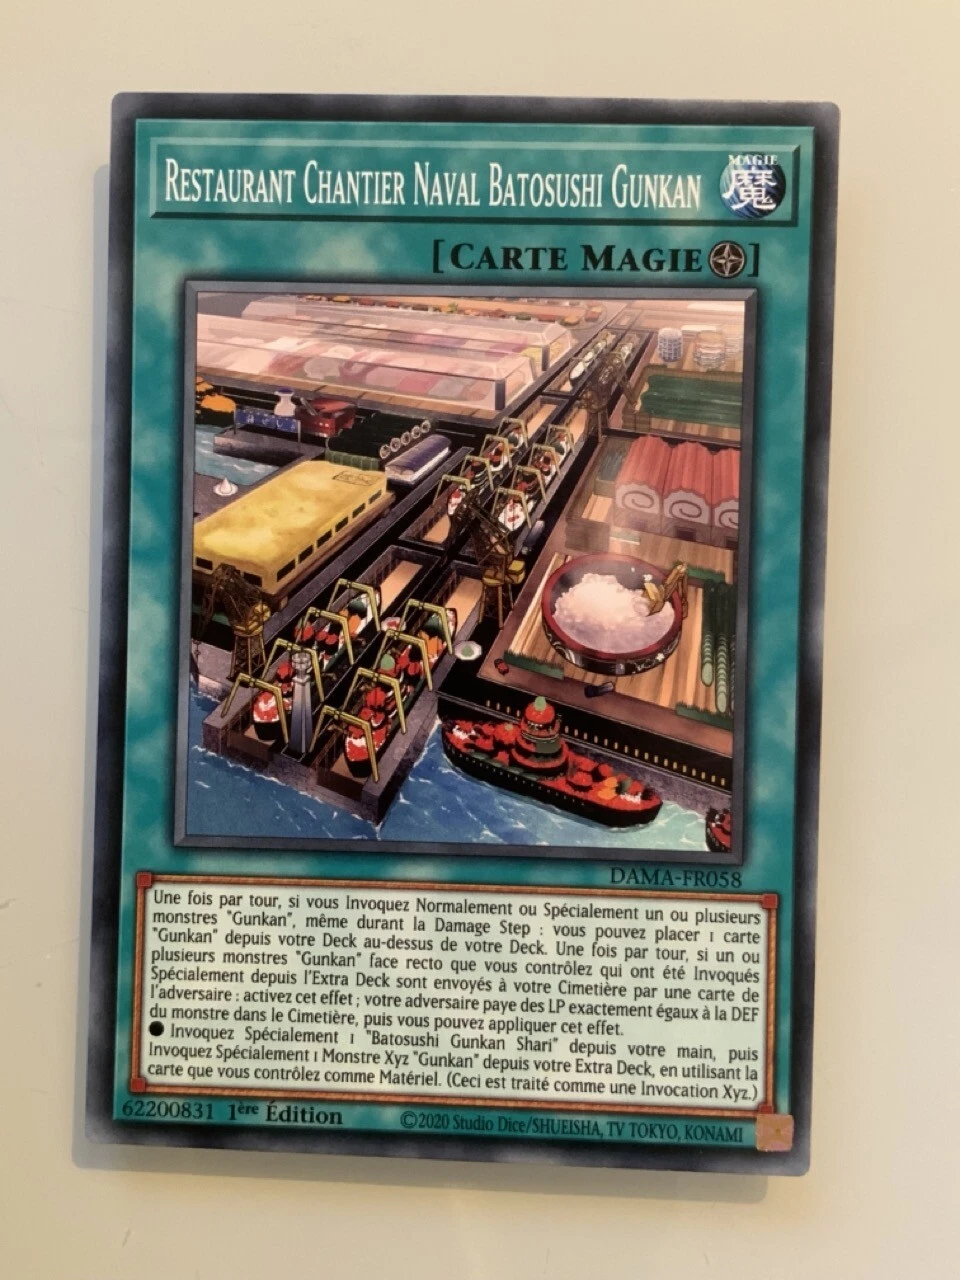 RESTAURANT CHANTIER NAVAL BATOSUSHI GUNKAN
MAGIE
魔
[CARTE MAGIE]
DAMA-FR058
Une fois par tour, si vous Invoquez Normalement ou Spécialement un ou plusieurs
monstres "Gunkan", même durant la Damage Step : vous pouvez placer 1 carte
"Gunkan" depuis votre Deck au-dessus de votre Deck. Une fois par tour, si un ou
plusieurs monstres "Gunkan" face recto que vous contrôlez qui ont été Invoqués
Spécialement depuis l'Extra Deck sont envoyés à votre Cimetière par une carte de
l'adversaire : activez cet effet ; votre adversaire paye des LP exactement égaux à la DEF
du monstre dans le Cimetière, puis vous pouvez appliquer cet effet.
● Invoquez Spécialement 1 "Batosushi Gunkan Shari" depuis votre main, puis
Invoquez Spécialement 1 Monstre Xyz "Gunkan" depuis votre Extra Deck, en utilisant la
carte que vous contrôlez comme Matériel. (Ceci est traité comme une Invocation Xyz.)
62200831 1ère Édition
©2020 Studio Dice/SHUEISHA, TV TOKYO, KONAMI